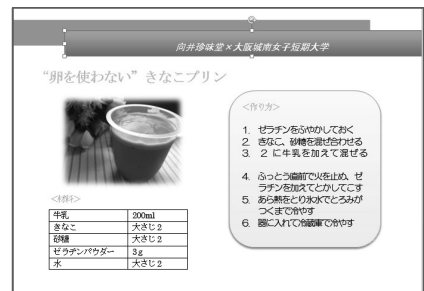 向井珍味堂×大阪城南女子短期大学
“卵を使わない”きなこプリン
<材料>
牛乳 200ml
きなこ 大さじ2
砂糖 大さじ2
ゼラチンパウダー 3g
水 大さじ2
<作り方>
1. ゼラチンをふやかしておく
2. きなこ、砂糖を混ぜ合わせる
3. 2に牛乳を加えて混ぜる
4. ふっとう直前で火を止め、ゼ
ラチンを加えてとかしてこす
5. あら熱をとり氷水でとろみが
つくまで冷やす
6. 器に入れて冷蔵庫で冷やす